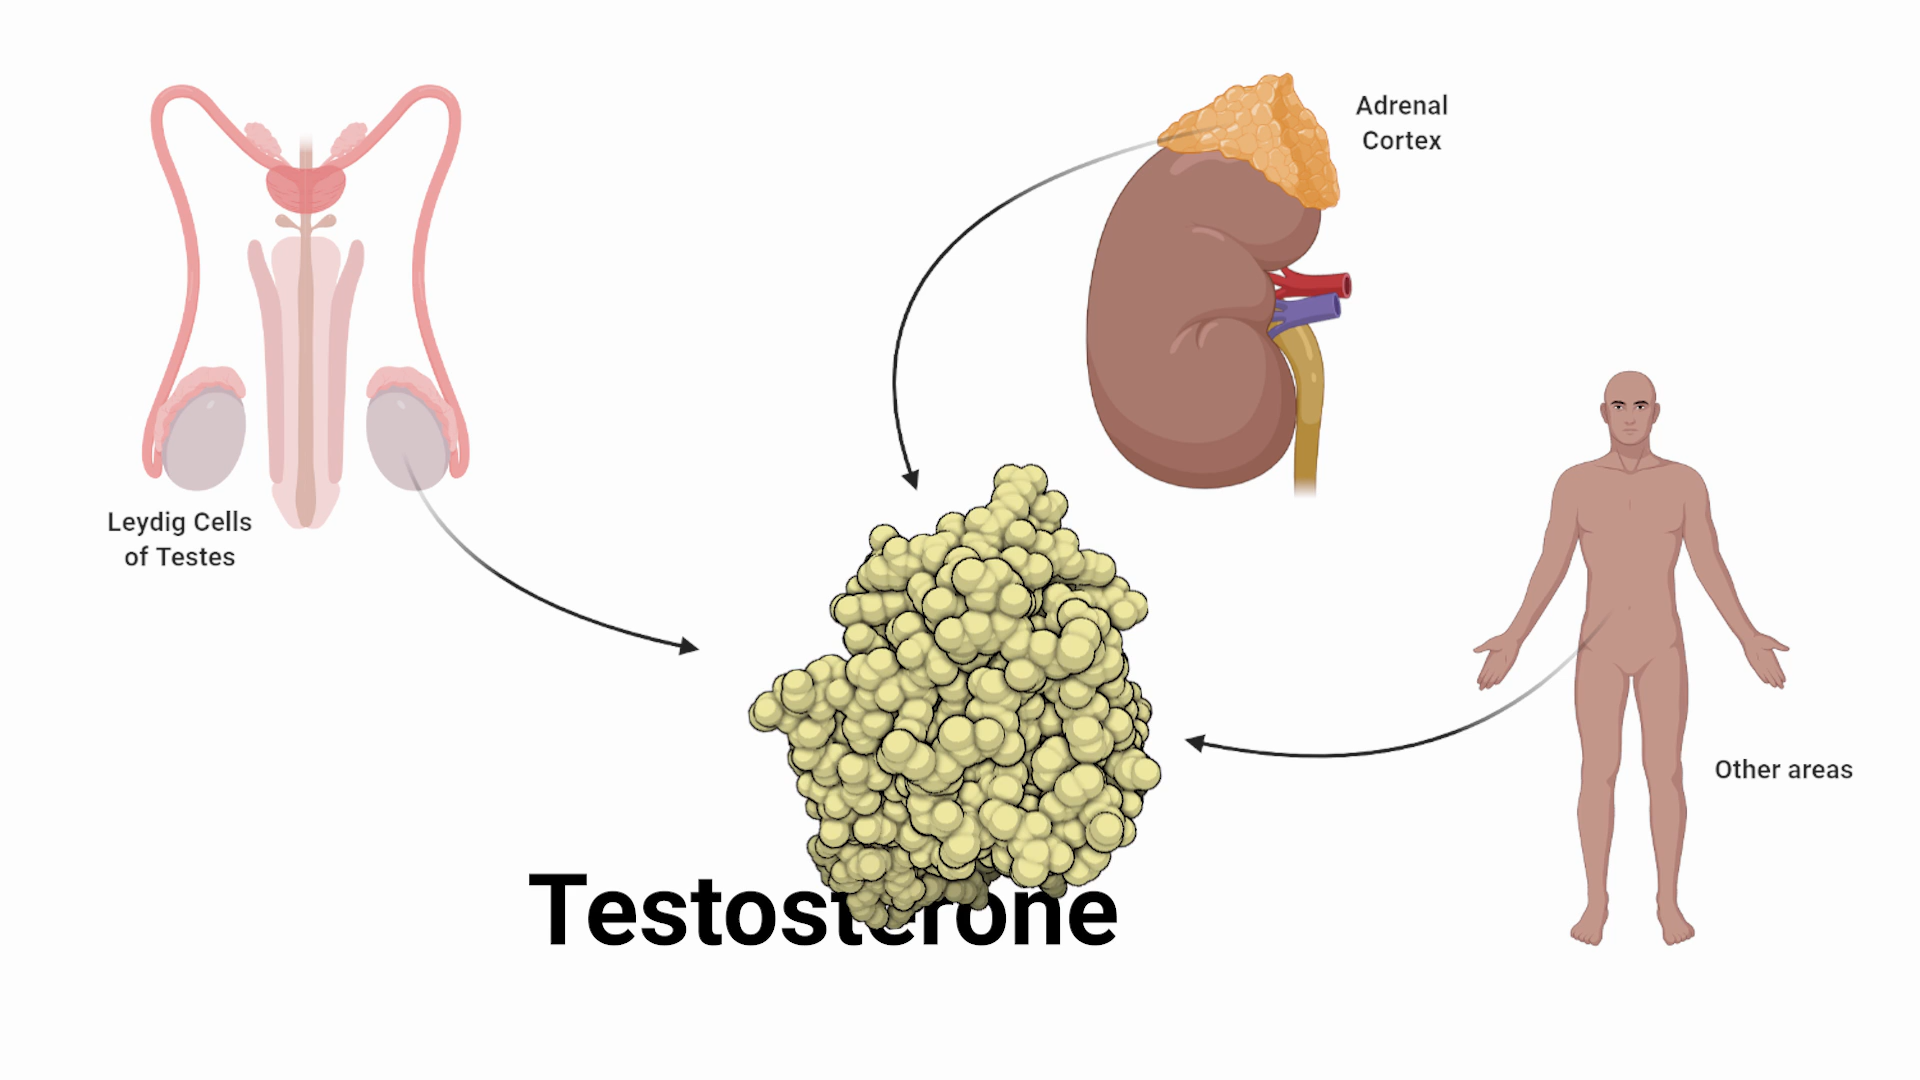 Adrenal
Cortex
Leydig Cells
of Testes
Other areas
Testosterone